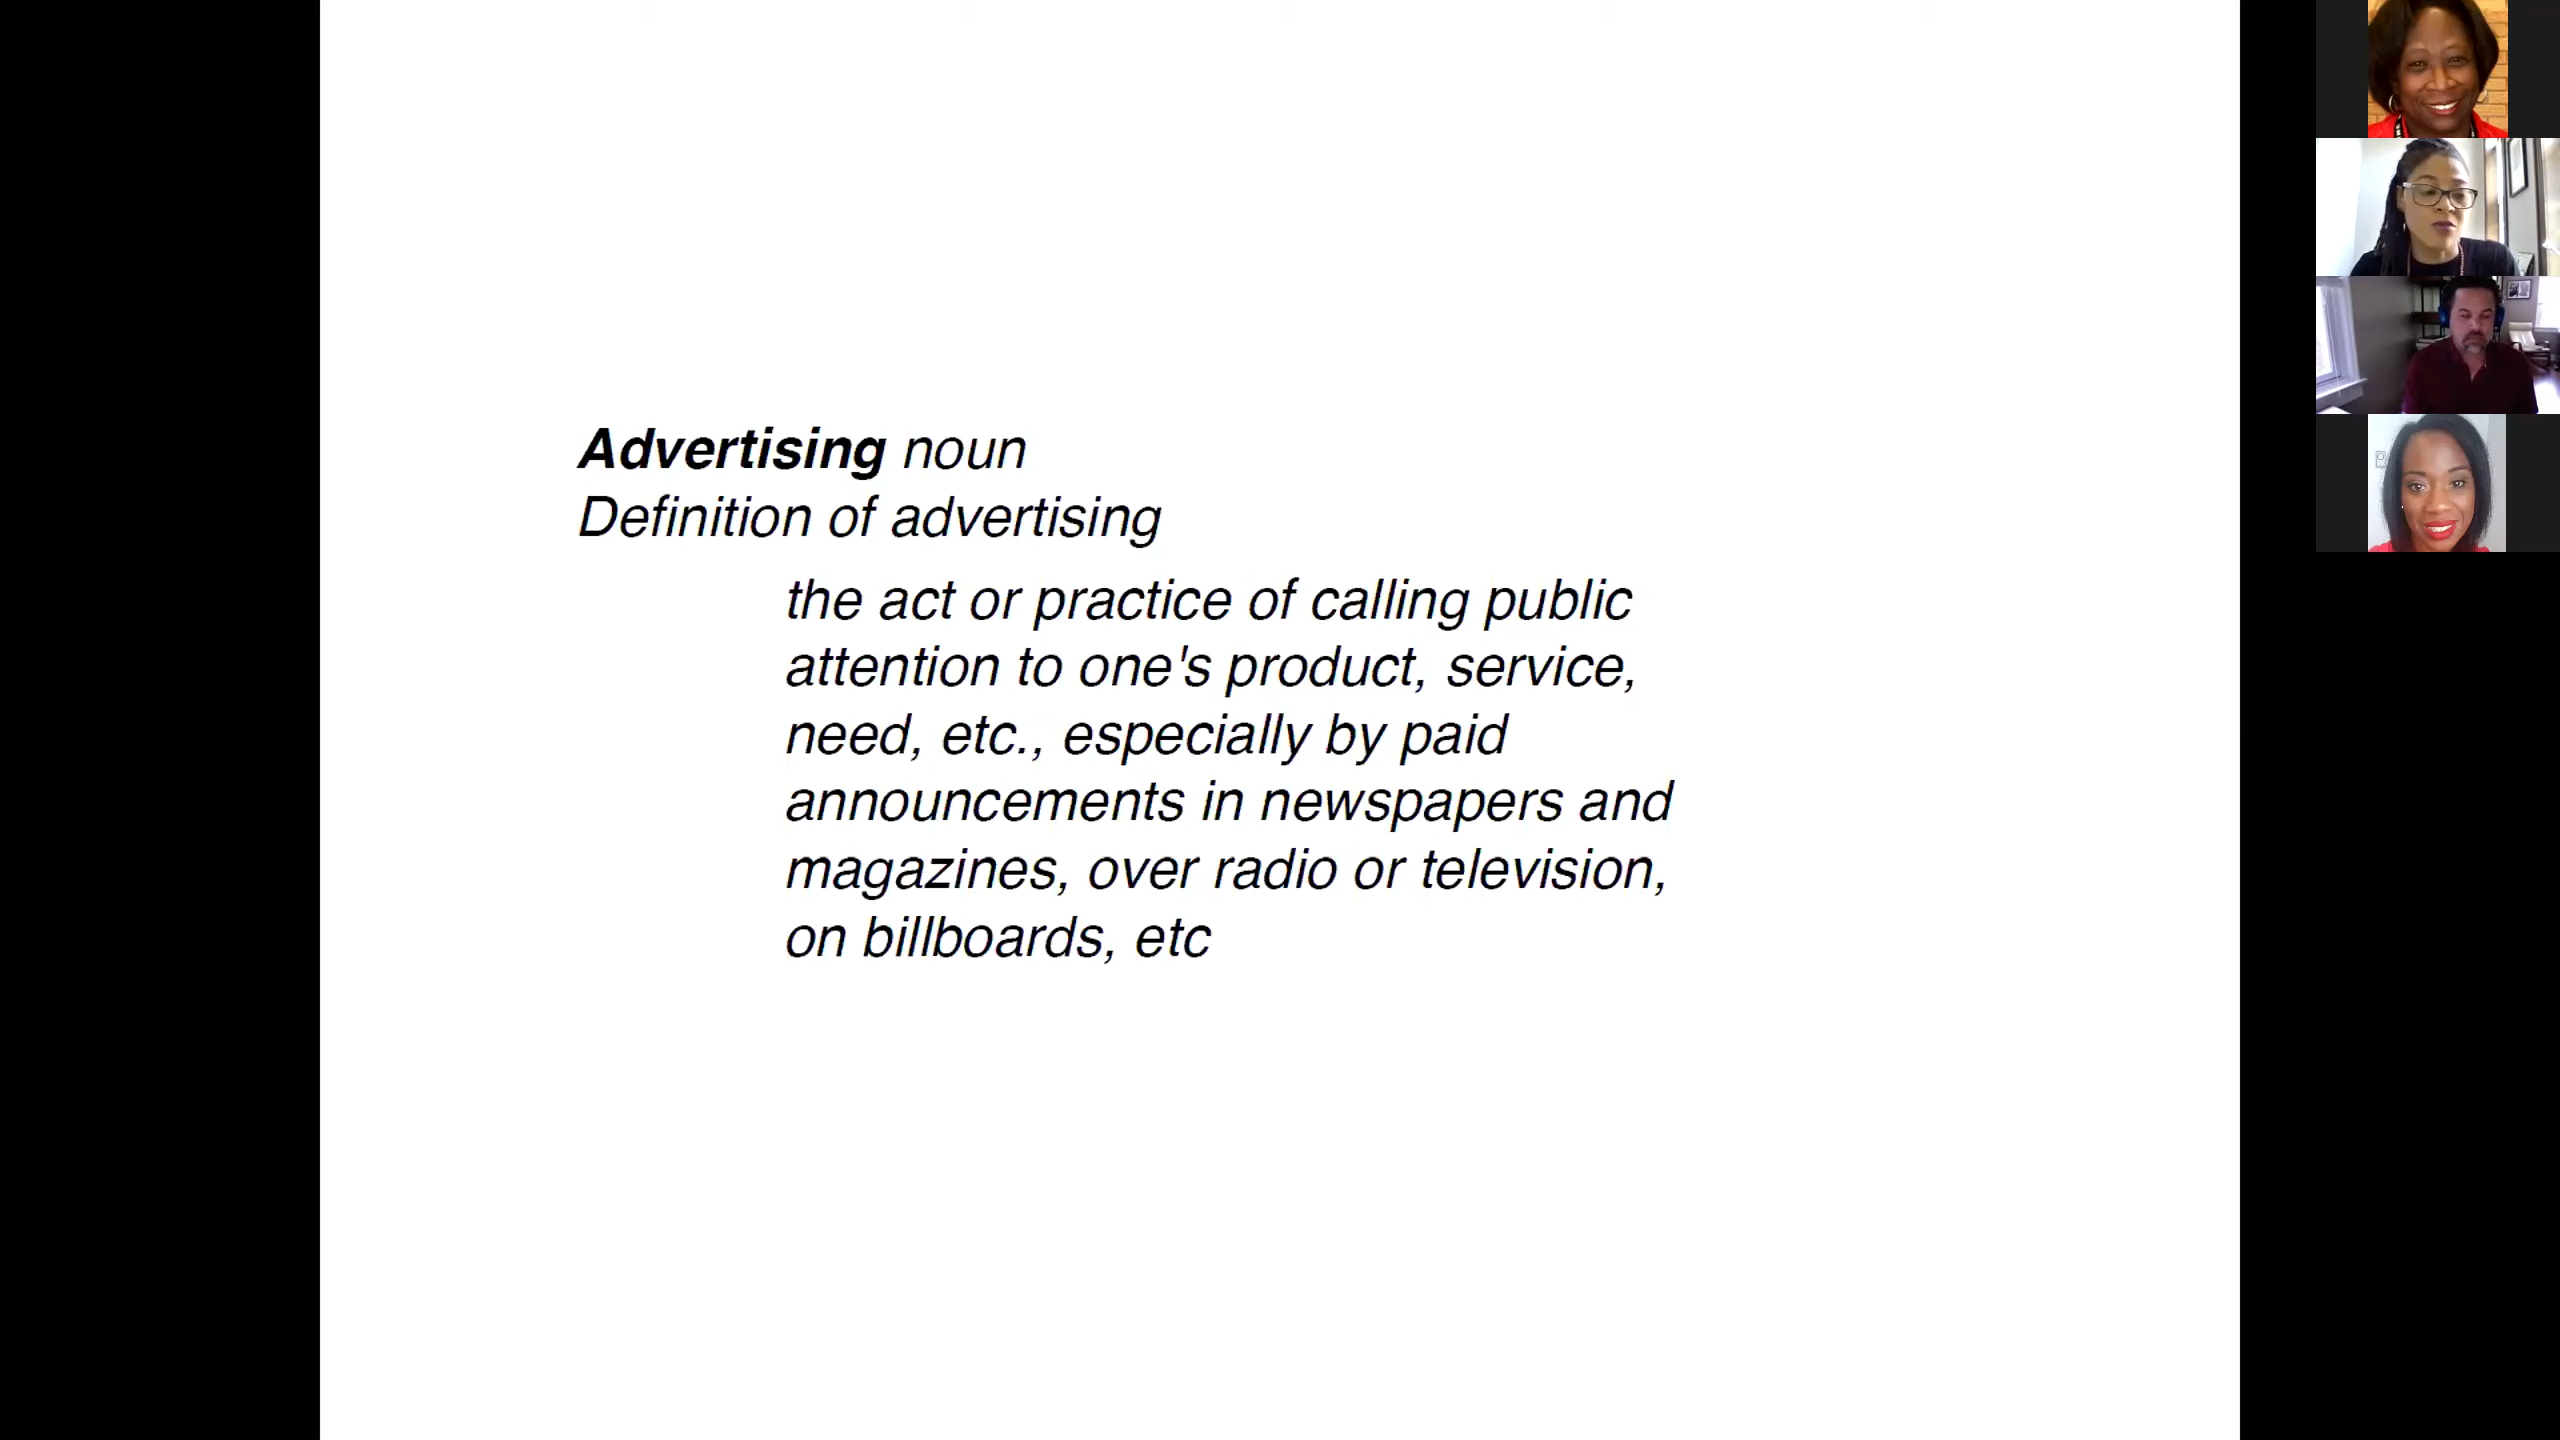 Advertising noun
Definition of advertising
the act or practice of calling public
attention to one's product, service,
need, etc., especially by paid
announcements in newspapers and
magazines, over radio or television,
on billboards, etc